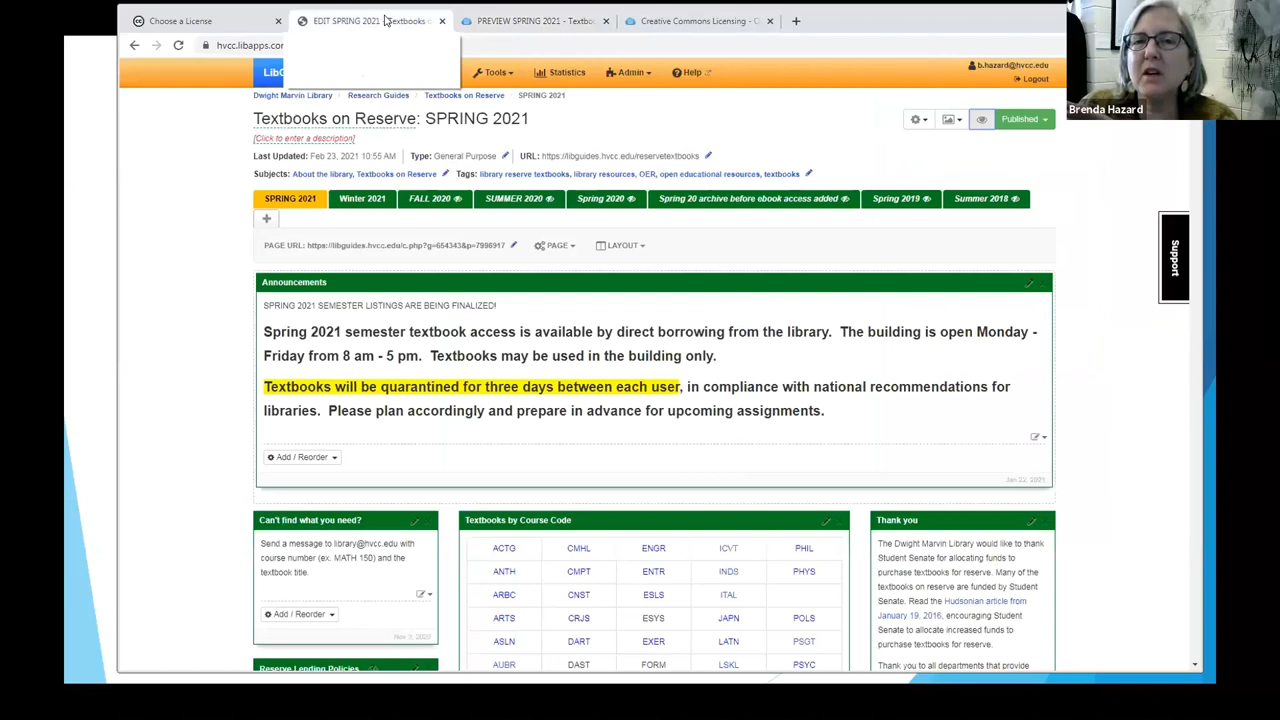 Choose a License
EDIT SPRING 2021 - Textbooks o
PREVIEW SPRING 2021 - Textbo
Creative Commons Licensing - C
hvcc.libapps.co
Tools
Statistics
Admin
Help
b.hazard@hvcc.edu
Logout
Brenda Hazard
Dwight Marvin Library
Research Guides
Textbooks on Reserve
SPRING 2021
Textbooks on Reserve: SPRING 2021
Published
[Click to enter a description]
Last Updated: Feb 23, 2021 10:55 AM
Type: General Purpose
URL: https://libguides.hvcc.edu/reservetextbooks
Subjects: About the library, Textbooks on Reserve
Tags: library reserve textbooks, library resources, OER, open educational resources, textbooks
SPRING 2021
Winter 2021
FALL 2020
SUMMER 2020
Spring 2020
Spring 20 archive before ebook access added
Spring 2019
Summer 2018
PAGE URL: https://libguides.hvcc.edu/c.php?g=654343&p=7996917
PAGE
LAYOUT
Support
Announcements
SPRING 2021 SEMESTER LISTINGS ARE BEING FINALIZED!
Spring 2021 semester textbook access is available by direct borrowing from the library. The building is open Monday -
Friday from 8 am - 5 pm. Textbooks may be used in the building only.
Textbooks will be quarantined for three days between each user, in compliance with national recommendations for
libraries. Please plan accordingly and prepare in advance for upcoming assignments.
Add / Reorder
Jan 22, 2021
Can't find what you need?
Send a message to library@hvcc.edu with
course number (ex. MATH 150) and the
textbook title.
Add / Reorder
Nov 3, 2020
Reserve Lending Policies
Textbooks by Course Code
ACTG CMHL ENGR ICVT PHIL
ANTH CMPT ENTR INDS PHYS
ARBC CNST ESLS ITAL
ARTS CRJS ESYS JAPN POLS
ASLN DART EXER LATN PSGT
AUBR DAST FORM LSKL PSYC
Thank you
The Dwight Marvin Library would like to thank
Student Senate for allocating funds to
purchase textbooks for reserve. Many of the
textbooks on reserve are funded by Student
Senate. Read the Hudsonian article from
January 19, 2016, encouraging Student
Senate to allocate increased funds to
purchase textbooks for reserve.
Thank you to all departments that provide